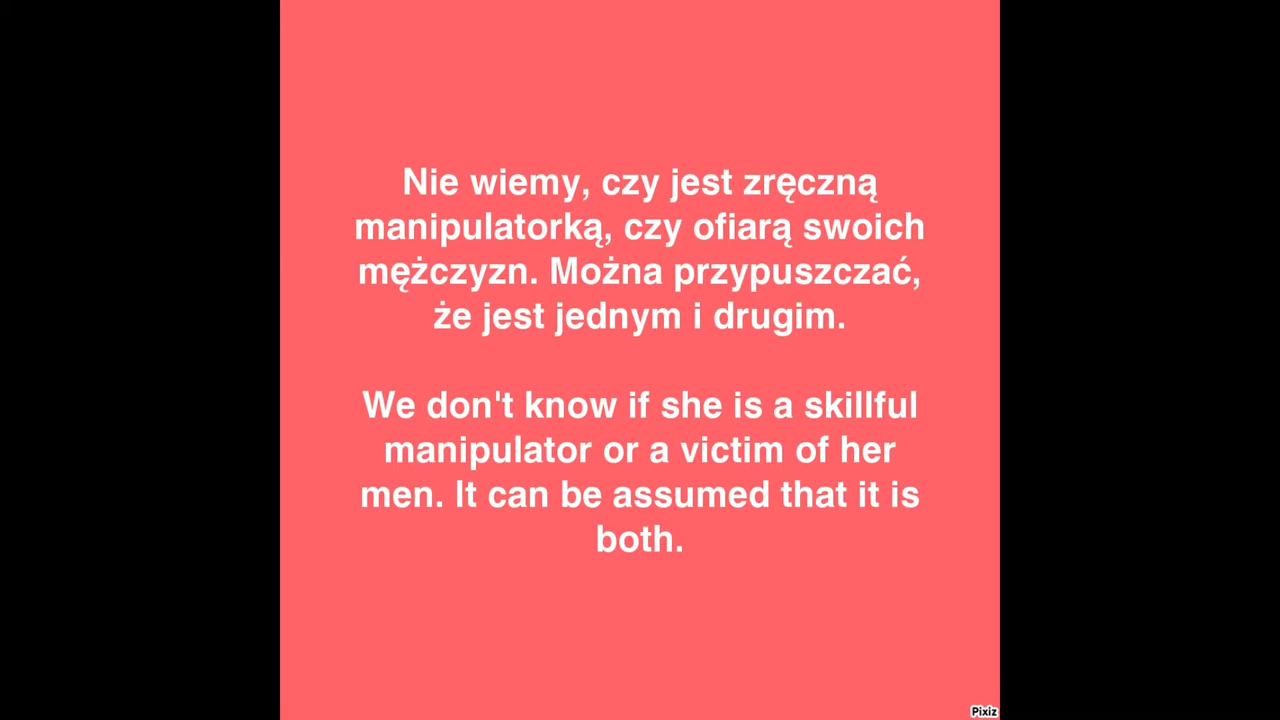 Nie wiemy, czy jest zręczną
manipulatorką, czy ofiarą swoich
mężczyzn. Można przypuszczać,
że jest jednym i drugim.
We don't know if she is a skillful
manipulator or a victim of her
men. It can be assumed that it is
both.
Pixiz